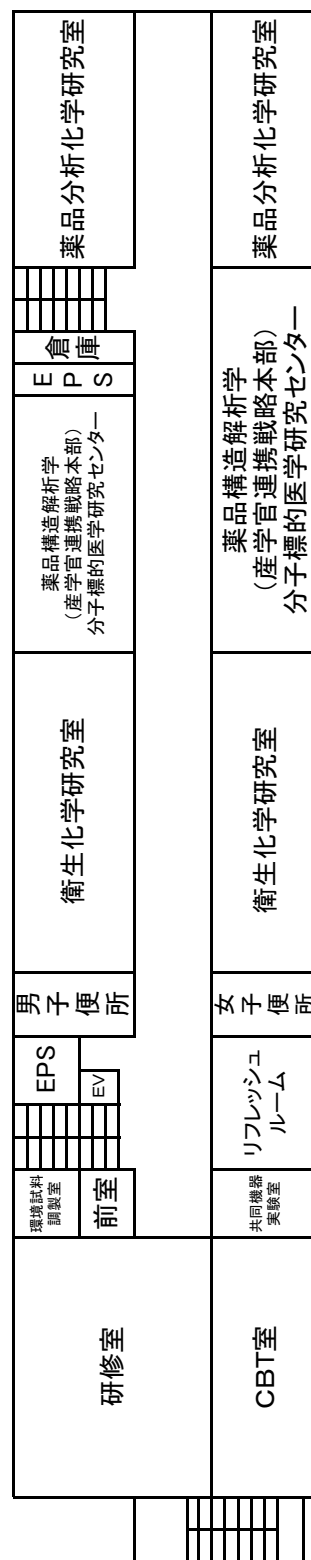 薬品分析化学研究室
薬品分析化学研究室
倉庫
EPS
薬品構造解析学
（産学官連携戦略本部）
分子標的医学研究センター
薬品構造解析学
（産学官連携戦略本部）
分子標的医学研究センター
衛生化学研究室
衛生化学研究室
男子便所
女子便所
EPS
EV
リフレッシュ
ルーム
環境試料
調製室
前室
共同機器
実験室
研修室
CBT室